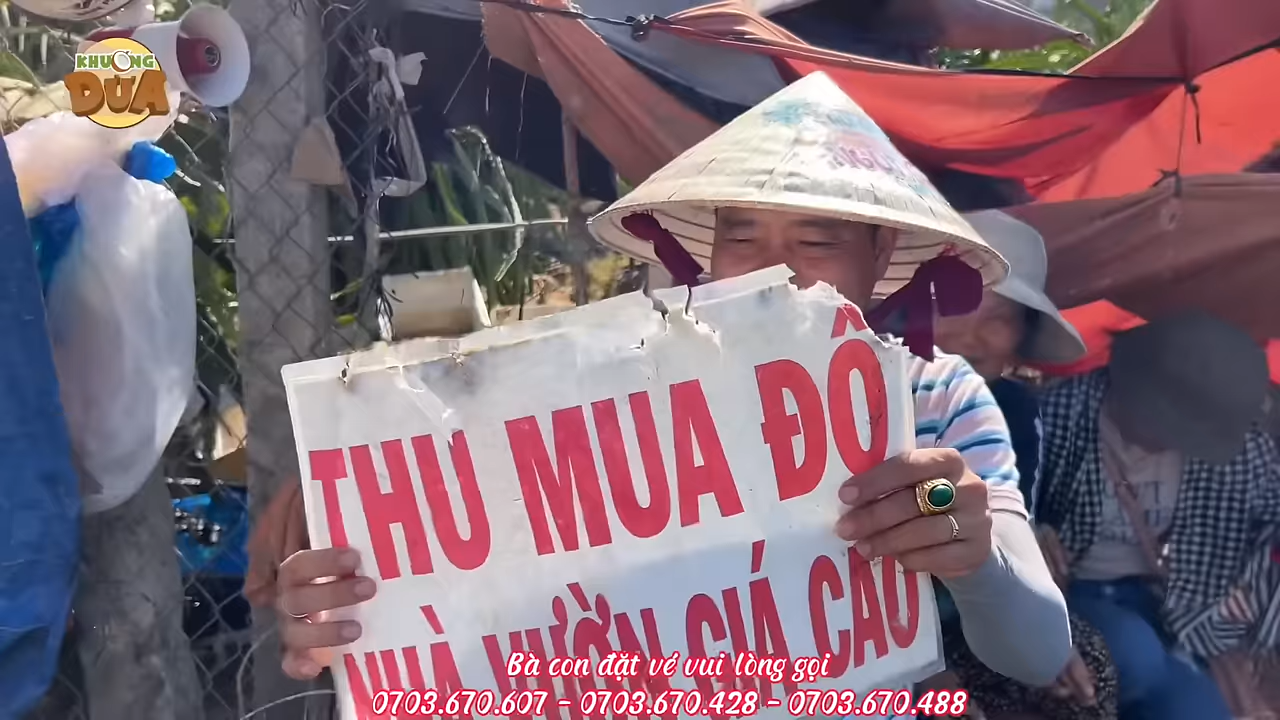 KHƯƠNG
DỪA
THU MUA ĐỒ
NHÀ VƯỜN GIÁ CAO
Bà con đặt vé vui lòng gọi
0703.670.607 - 0703.670.428 - 0703.670.488